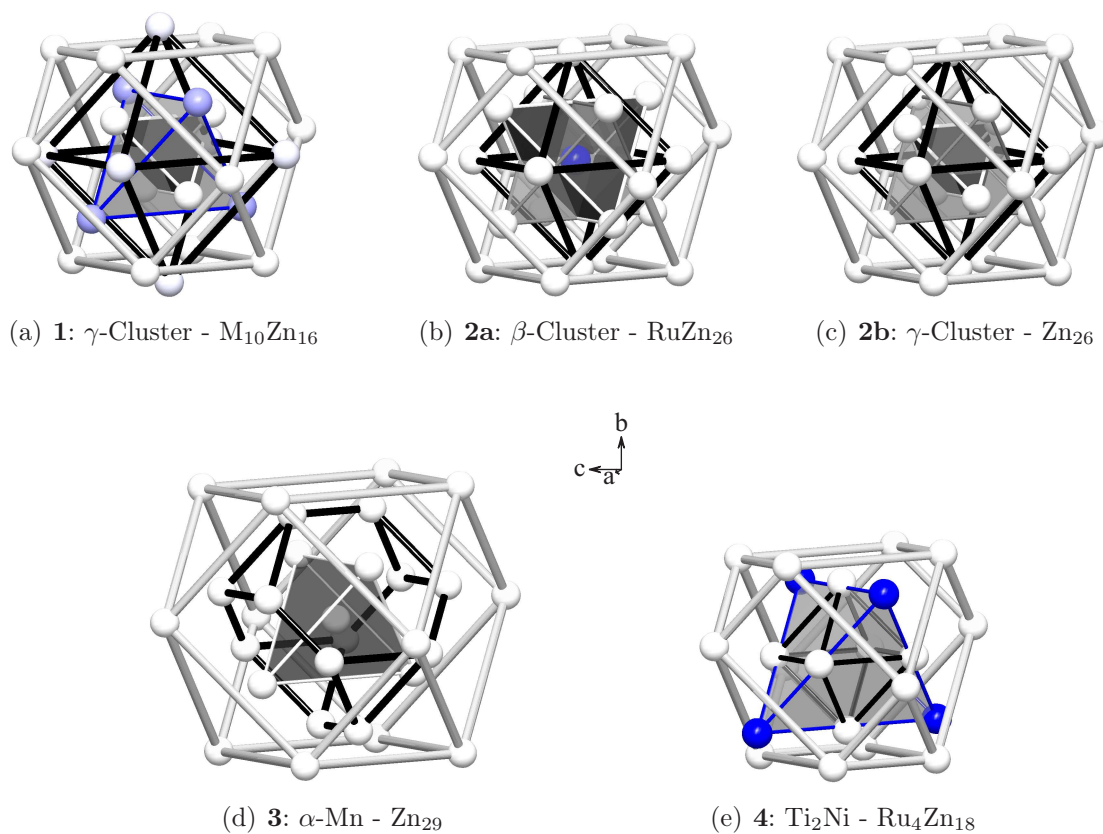 (a) 1: γ-Cluster - M₁₀Zn₁₆
(b) 2a: β-Cluster - RuZn₂₆
(c) 2b: γ-Cluster - Zn₂₆
b
c
a
(d) 3: α-Mn - Zn₂₉
(e) 4: Ti₂Ni - Ru₄Zn₁₈